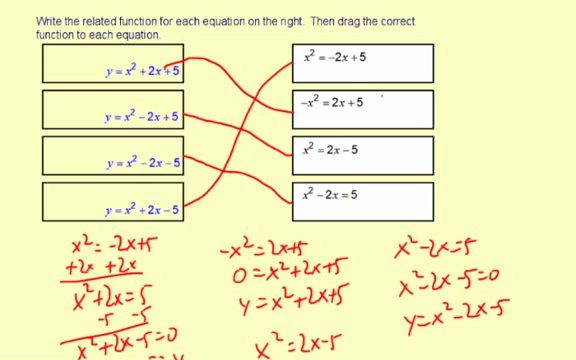 Write the related function for each equation on the right. Then drag the correct
function to each equation.
y = x² + 2x + 5
x² = −2x + 5
y = x² − 2x + 5
−x² = 2x + 5
y = x² − 2x − 5
x² = 2x − 5
y = x² + 2x − 5
x² − 2x = 5
x² = -2x+5
+2x +2x
x²+2x=5
-5 -5
x²+2x-5=0
-x²=2x+5
0=x²+2x+5
y=x²+2x+5
x²=2x-5
x²-2x=5
x²-2x-5=0
y=x²-2x-5